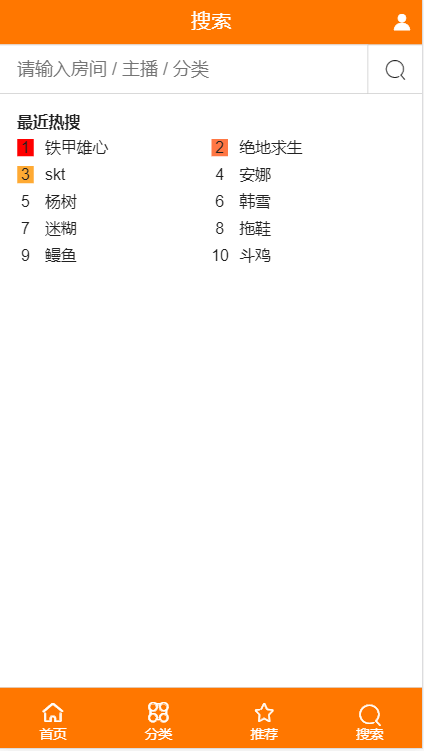 搜索
请输入房间 / 主播 / 分类
最近热搜
1 铁甲雄心 2 绝地求生
3 skt 4 安娜
5 杨树 6 韩雪
7 迷糊 8 拖鞋
9 鳗鱼 10 斗鸡
首页 分类 推荐 搜索